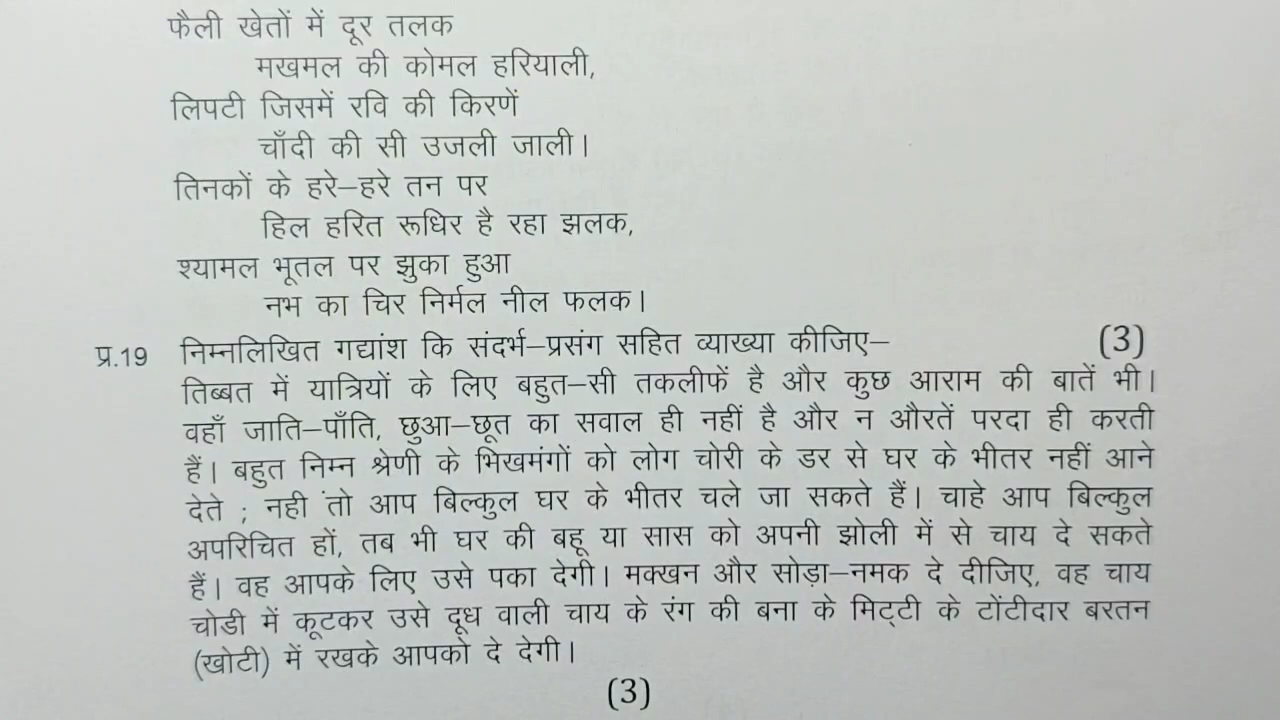 फैली खेतों में दूर तलक
मखमल की कोमल हरियाली,
लिपटी जिसमें रवि की किरणें
चाँदी की सी उजली जाली।
तिनकों के हरे–हरे तन पर
हिल हरित रूधिर है रहा झलक,
श्यामल भूतल पर झुका हुआ
नभ का चिर निर्मल नील फलक।
प्र.19 निम्नलिखित गद्यांश कि संदर्भ–प्रसंग सहित व्याख्या कीजिए– (3)
तिब्बत में यात्रियों के लिए बहुत–सी तकलीफें है और कुछ आराम की बातें भी।
वहाँ जाति–पाँति, छुआ–छूत का सवाल ही नहीं है और न औरतें परदा ही करती
हैं। बहुत निम्न श्रेणी के भिखमंगों को लोग चोरी के डर से घर के भीतर नहीं आने
देते ; नही ंतो आप बिल्कुल घर के भीतर चले जा सकते हैं। चाहे आप बिल्कुल
अपरिचित हों, तब भी घर की बहू या सास को अपनी झोली में से चाय दे सकते
हैं। वह आपके लिए उसे पका देगी। मक्खन और सोड़ा–नमक दे दीजिए, वह चाय
चोडी में कूटकर उसे दूध वाली चाय के रंग की बना के मिट्टी के टोंटीदार बरतन
(खोटी) में रखके आपको दे देगी।
(3)